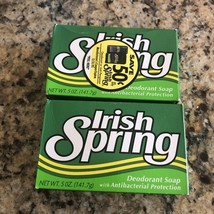 Irish
Spring
SAVE
50¢
Deodorant Soap
with Antibacterial Protection
NET WT. 5 OZ. (141.7g)
Irish
Spring
Deodorant Soap
with Antibacterial Protection
NET WT. 5 OZ. (141.7g)